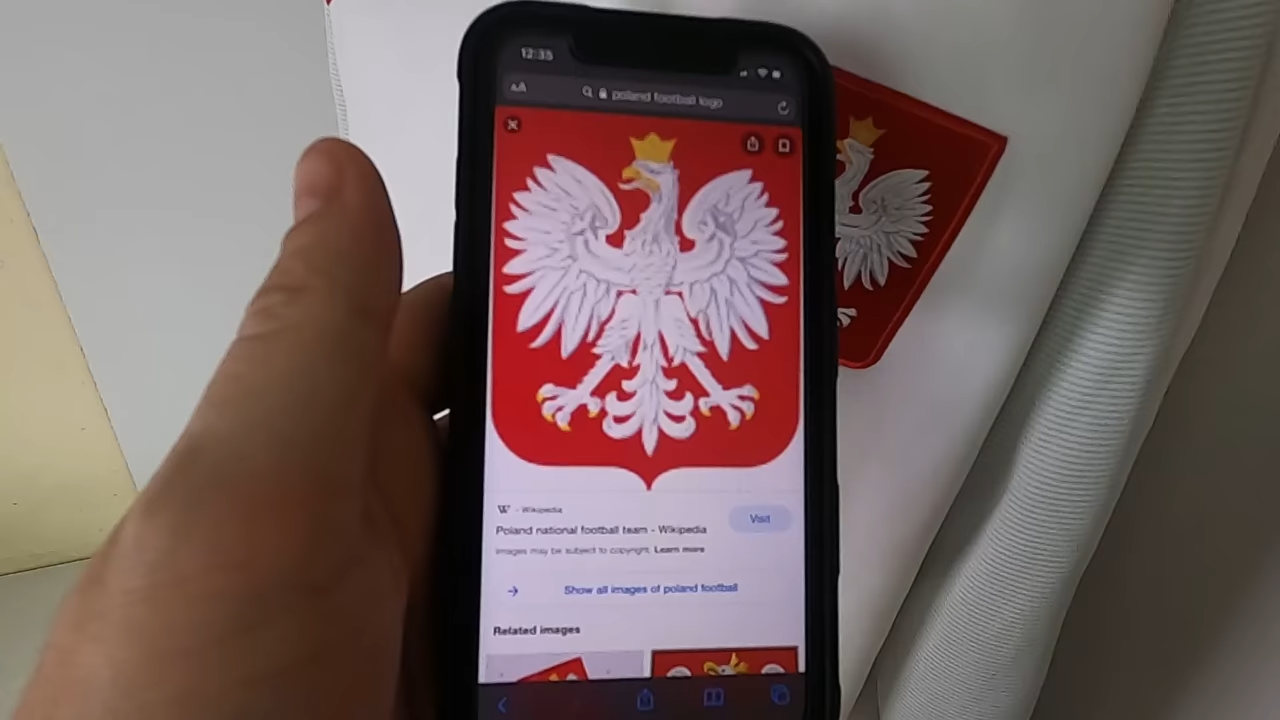 12:35
AA poland football logo
W - Wikipedia
Poland national football team - Wikipedia
Visit
Images may be subject to copyright. Learn more
Show all images of poland football
Related images